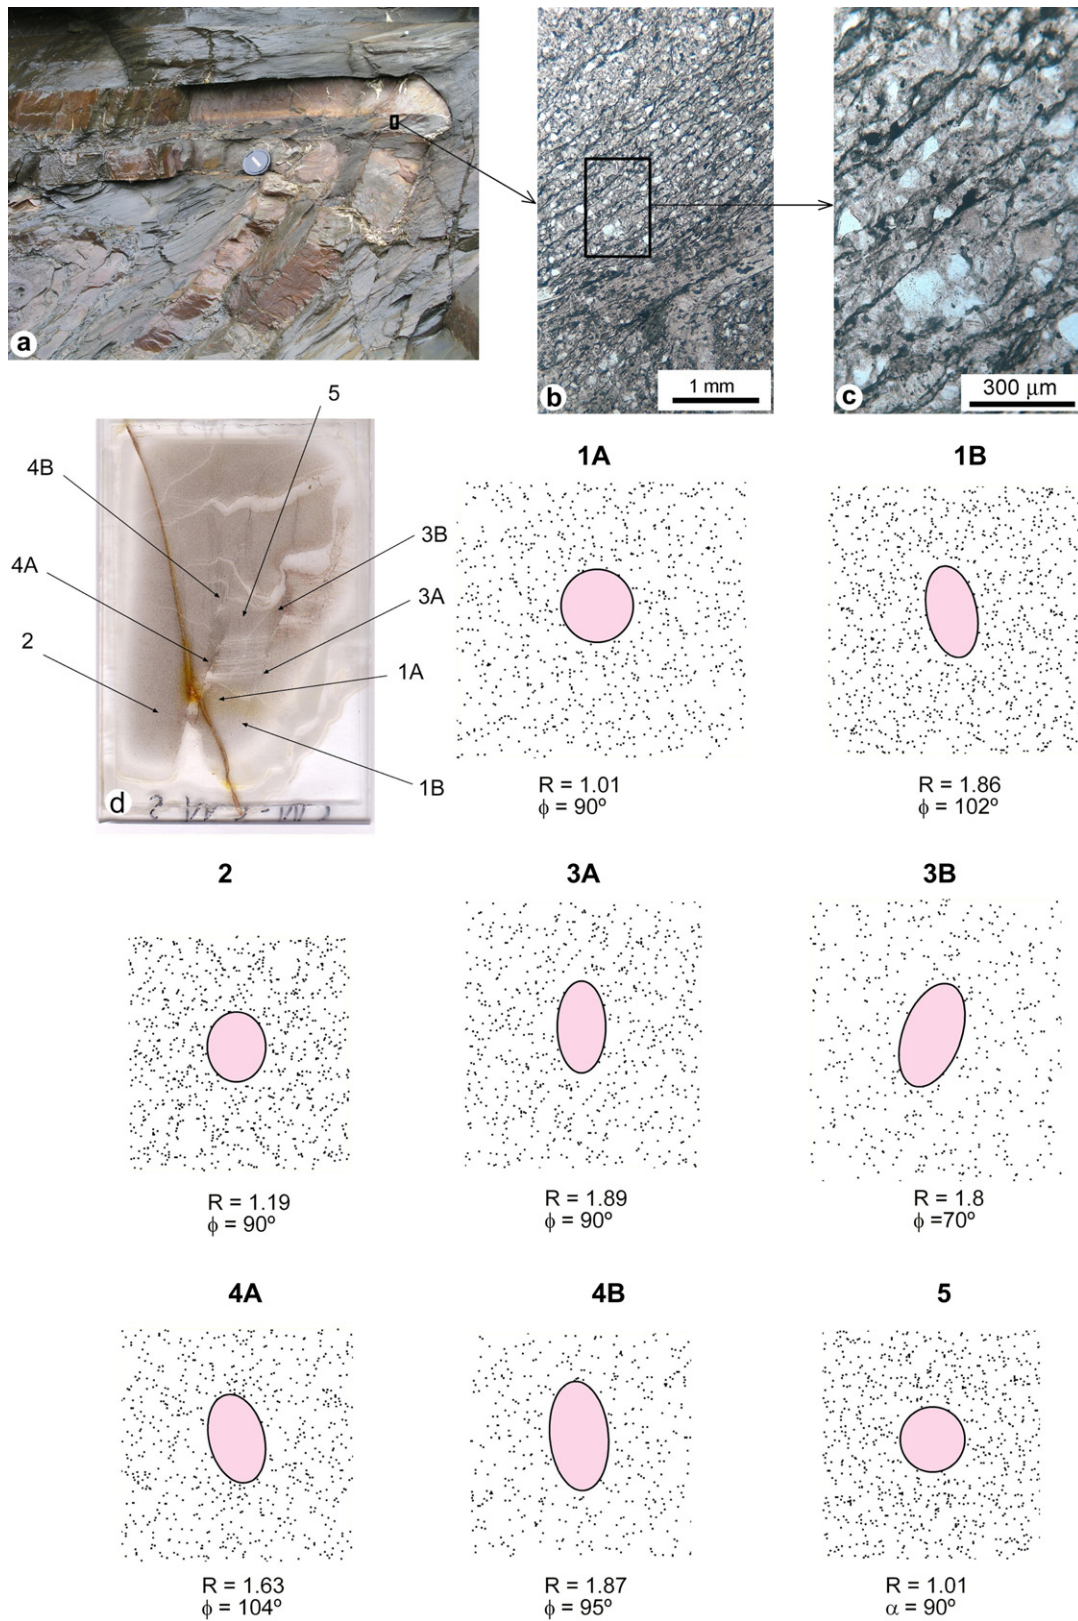 a
b
1 mm
c
300 μm
5
4B
4A
2
3B
3A
1A
1B
d
1A
R = 1.01
ϕ = 90º
1B
R = 1.86
ϕ = 102º
2
R = 1.19
ϕ = 90º
3A
R = 1.89
ϕ = 90º
3B
R = 1.8
ϕ =70º
4A
R = 1.63
ϕ = 104º
4B
R = 1.87
ϕ = 95º
5
R = 1.01
α = 90º